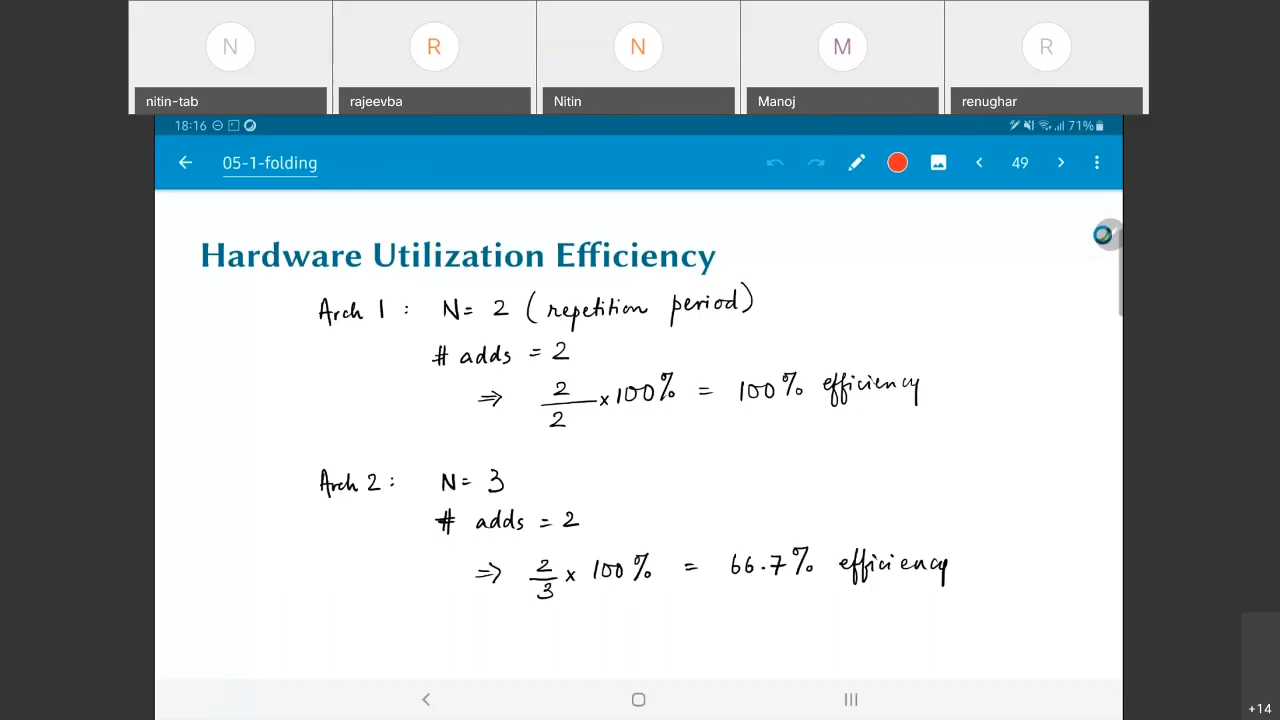 N R N M R
nitin-tab rajeevba Nitin Manoj renughar
18:16 71%
05-1-folding 49
Hardware Utilization Efficiency
Arch 1 : N = 2 (repetition period)
# adds = 2
⇒ 2/2 × 100% = 100% efficiency
Arch 2 : N = 3
# adds = 2
⇒ 2/3 × 100% = 66.7% efficiency
+14